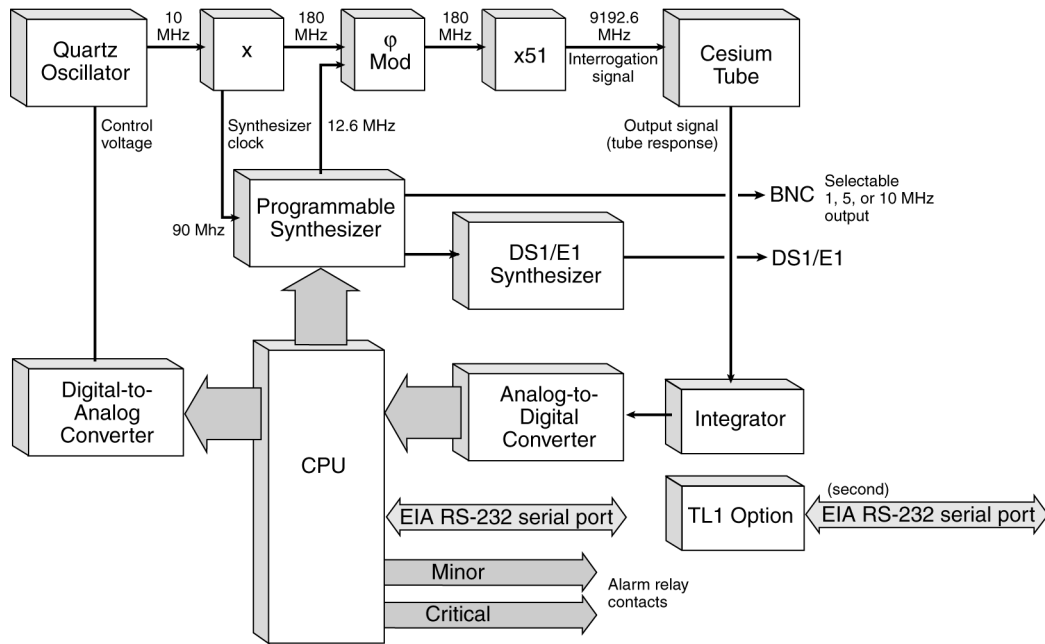 Quartz
Oscillator
10
MHz
x
180
MHz
φ
Mod
180
MHz
x51
9192.6
MHz
Interrogation
signal
Cesium
Tube
Control
voltage
Synthesizer
clock
12.6 MHz
Output signal
(tube response)
90 Mhz
Programmable
Synthesizer
BNC
Selectable
1, 5, or 10 MHz
output
DS1/E1
Synthesizer
DS1/E1
Digital-to-
Analog
Converter
CPU
Analog-to-
Digital
Converter
Integrator
EIA RS-232 serial port
TL1 Option
(second)
EIA RS-232 serial port
Minor
Critical
Alarm relay
contacts